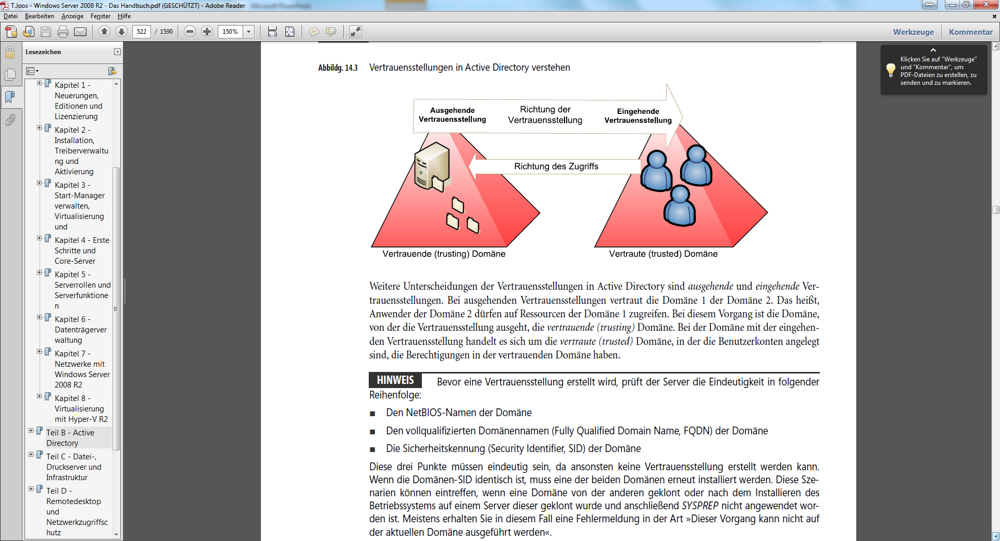 T.Joos - Windows Server 2008 R2 - Das Handbuch.pdf (GESCHÜTZT) - Adobe Reader
Datei Bearbeiten Anzeige Fenster Hilfe
522 / 1590 150% Werkzeuge Kommentar
Lesezeichen
Kapitel 1 -
Neuerungen,
Editionen und
Lizenzierung
Kapitel 2 -
Installation,
Treiberverwaltu
ng und
Aktivierung
Kapitel 3 -
Start-Manager
verwalten,
Virtualisierung
und
Kapitel 4 - Erste
Schritte und
Core-Server
Kapitel 5 -
Serverrollen und
Serverfunktione
n
Kapitel 6 -
Datenträgerver
waltung
Kapitel 7 -
Netzwerke mit
Windows Server
2008 R2
Kapitel 8 -
Virtualisierung
mit Hyper-V R2
Teil B - Active
Directory
Teil C - Datei-,
Druckserver und
Infrastruktur
Teil D -
Remotedesktop
und
Netzwerkzugriffsc
hutz
Abbildg. 14.3 Vertrauensstellungen in Active Directory verstehen
Ausgehende
Vertrauensstellung
Richtung der
Vertrauensstellung
Eingehende
Vertrauensstellung
Richtung des Zugriffs
Vertrauende (trusting) Domäne
Vertraute (trusted) Domäne
Weitere Unterscheidungen der Vertrauensstellungen in Active Directory sind ausgehende und eingehende Ver-
trauensstellungen. Bei ausgehenden Vertrauensstellungen vertraut die Domäne 1 der Domäne 2. Das heißt,
Anwender der Domäne 2 dürfen auf Ressourcen der Domäne 1 zugreifen. Bei diesem Vorgang ist die Domäne,
von der die Vertrauensstellung ausgeht, die vertrauende (trusting) Domäne. Bei der Domäne mit der eingehen-
den Vertrauensstellung handelt es sich um die vertraute (trusted) Domäne, in der die Benutzerkonten angelegt
sind, die Berechtigungen in der vertrauenden Domäne haben.
HINWEIS Bevor eine Vertrauensstellung erstellt wird, prüft der Server die Eindeutigkeit in folgender
Reihenfolge:
■ Den NetBIOS-Namen der Domäne
■ Den vollqualifizierten Domänennamen (Fully Qualified Domain Name, FQDN) der Domäne
■ Die Sicherheitskennung (Security Identifier, SID) der Domäne
Diese drei Punkte müssen eindeutig sein, da ansonsten keine Vertrauensstellung erstellt werden kann.
Wenn die Domänen-SID identisch ist, muss eine der beiden Domänen erneut installiert werden. Diese Sze-
narien können eintreffen, wenn eine Domäne von der anderen geklont oder nach dem Installieren des
Betriebssystems auf einem Server dieser geklont wurde und anschließend SYSPREP nicht angewendet wor-
den ist. Meistens erhalten Sie in diesem Fall eine Fehlermeldung in der Art »Dieser Vorgang kann nicht auf
der aktuellen Domäne ausgeführt werden«.
Klicken Sie auf "Werkzeuge"
und "Kommentar", um
PDF-Dateien zu erstellen, zu
senden und zu markieren.